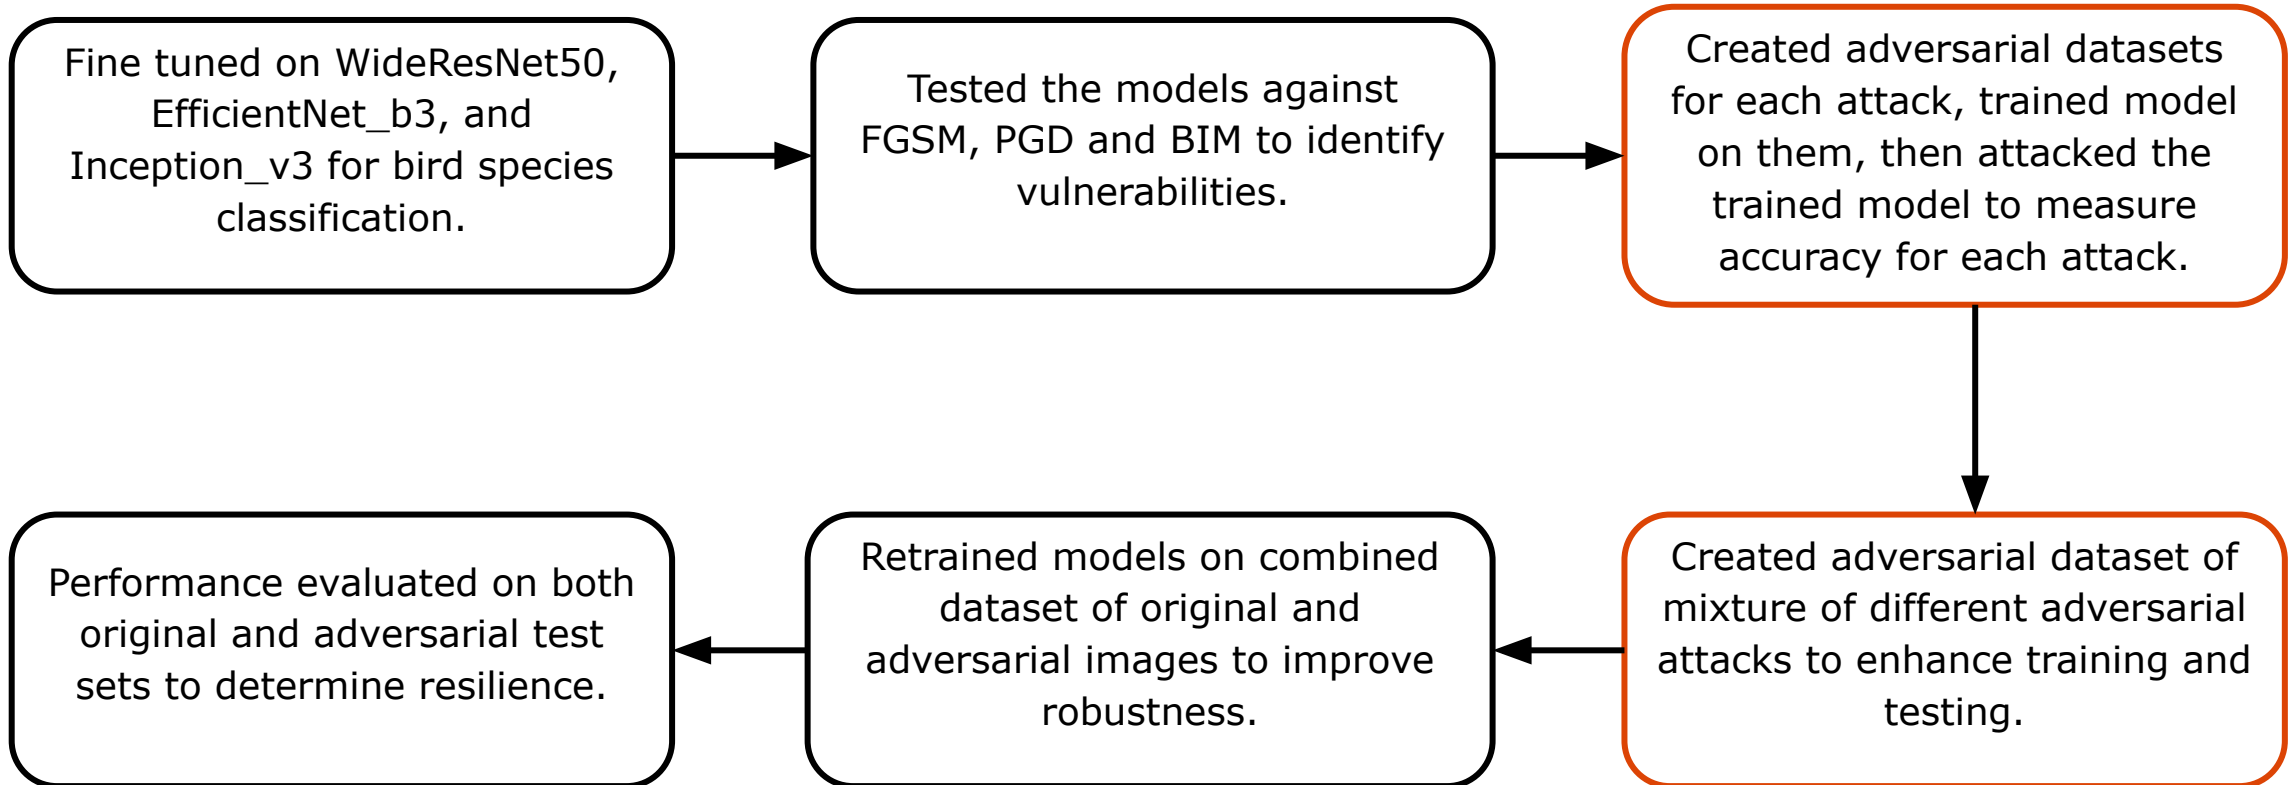 Fine tuned on WideResNet50,
EfficientNet_b3, and
Inception_v3 for bird species
classification.
Tested the models against
FGSM, PGD and BIM to identify
vulnerabilities.
Created adversarial datasets
for each attack, trained model
on them, then attacked the
trained model to measure
accuracy for each attack.
Created adversarial dataset of
mixture of different adversarial
attacks to enhance training and
testing.
Retrained models on combined
dataset of original and
adversarial images to improve
robustness.
Performance evaluated on both
original and adversarial test
sets to determine resilience.